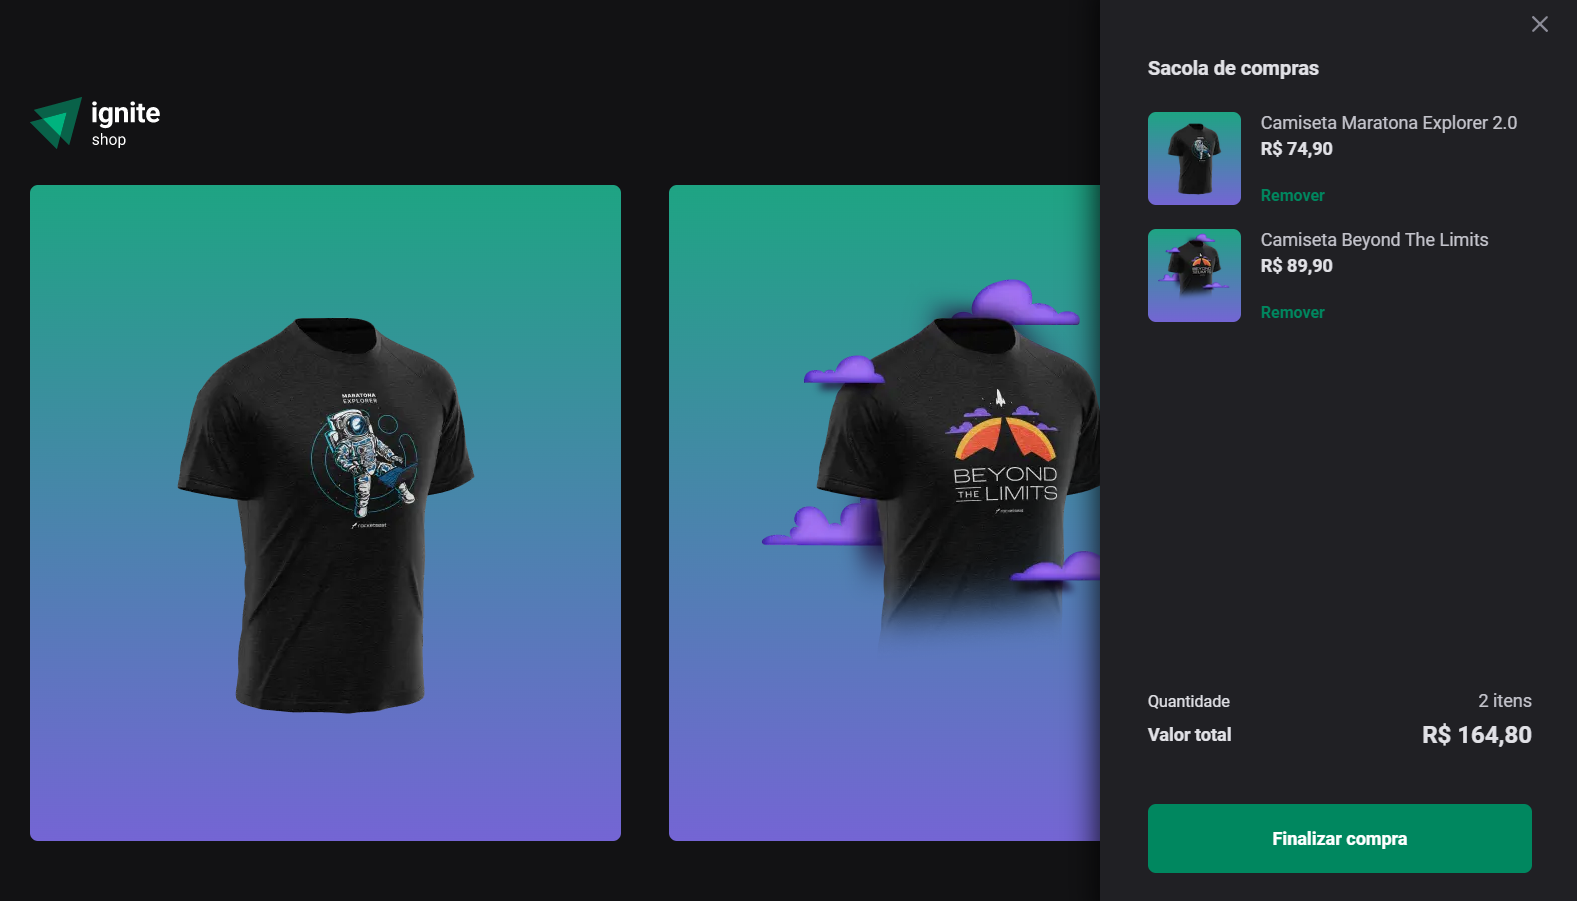 ignite
shop
MARATONA
EXPLORER
rocketseat
BEYOND
THE LIMITS
rocketseat
Sacola de compras
Camiseta Maratona Explorer 2.0
R$ 74,90
Remover
Camiseta Beyond The Limits
R$ 89,90
Remover
Quantidade 2 itens
Valor total R$ 164,80
Finalizar compra